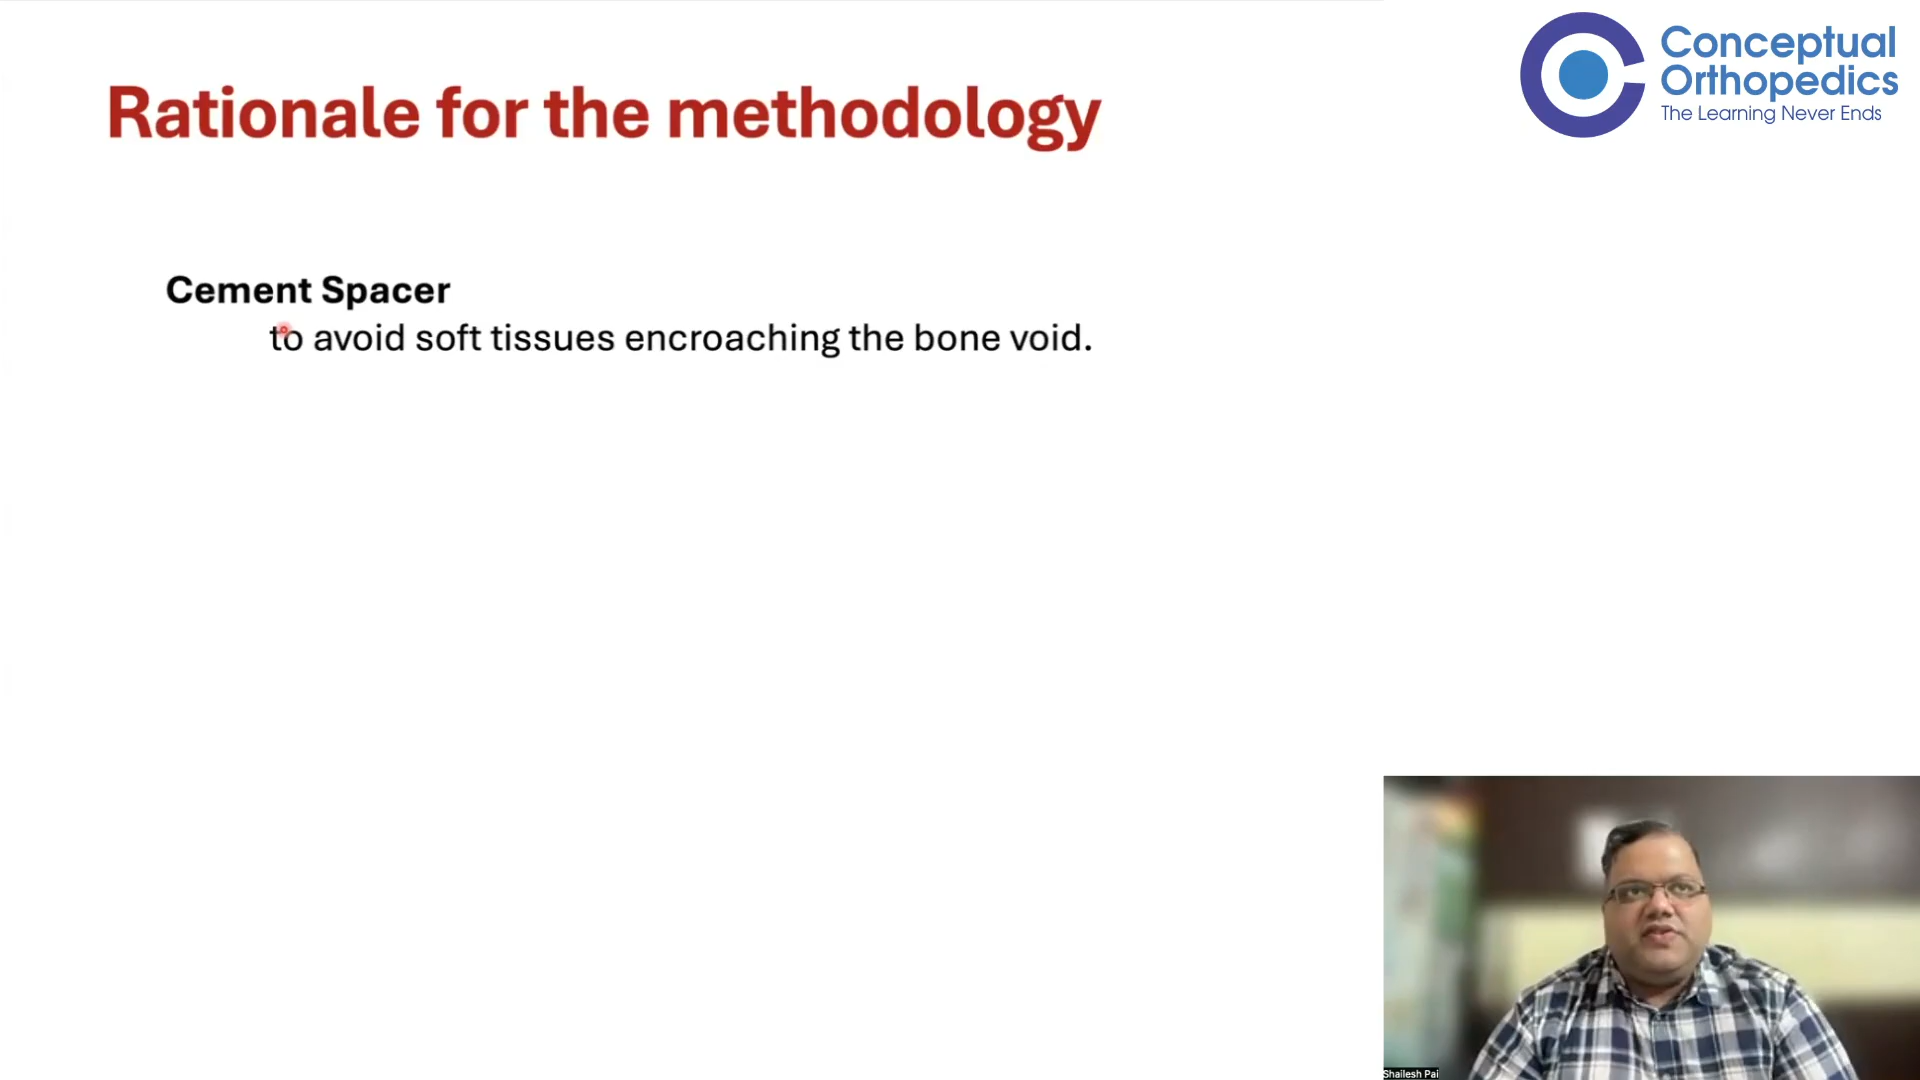 Rationale for the methodology
Conceptual
Orthopedics
The Learning Never Ends
Cement Spacer
to avoid soft tissues encroaching the bone void.
Shailesh Pai